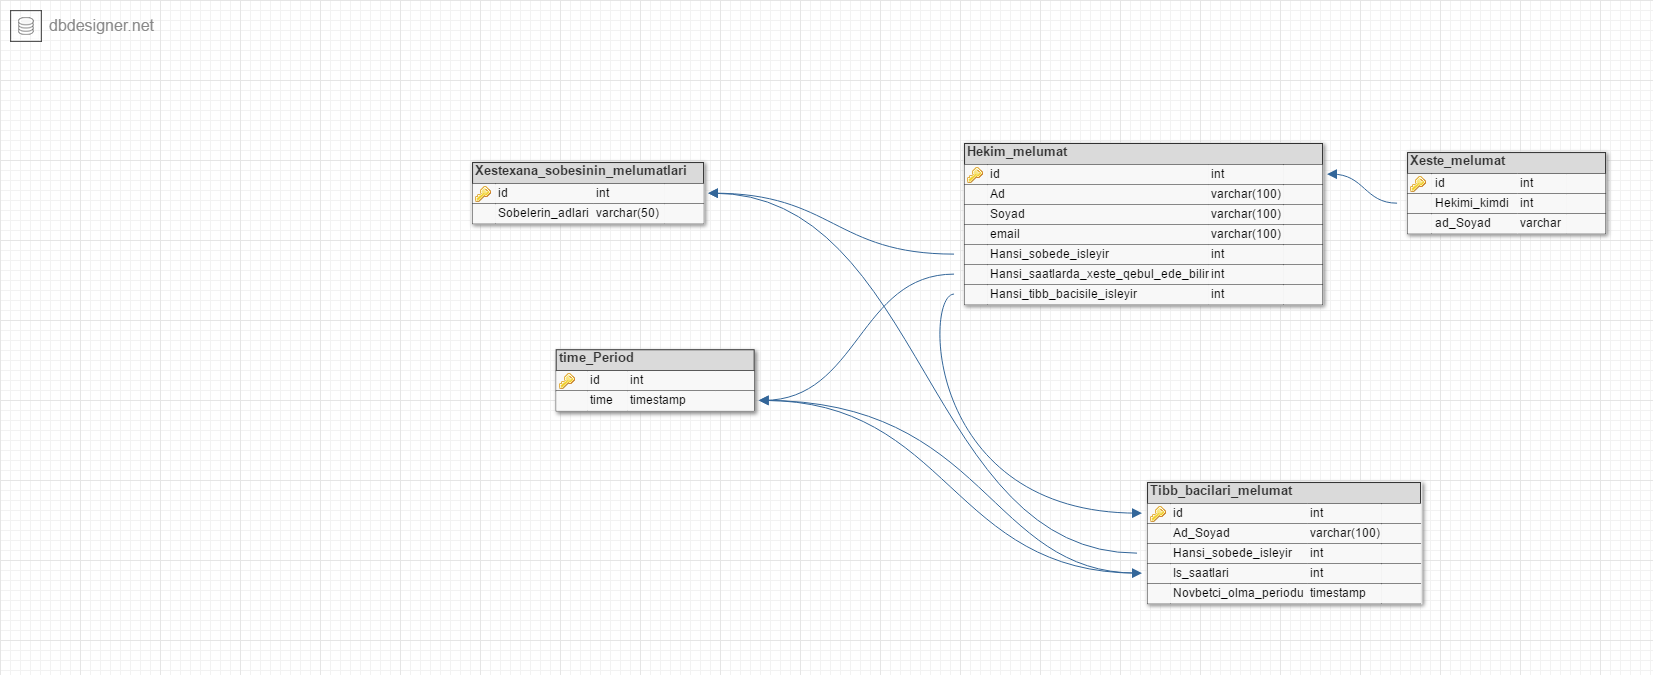 dbdesigner.net
Xestexana_sobesinin_melumatlari
id int
Sobelerin_adlari varchar(50)
Hekim_melumat
id int
Ad varchar(100)
Soyad varchar(100)
email varchar(100)
Hansi_sobede_isleyir int
Hansi_saatlarda_xeste_qebul_ede_bilir int
Hansi_tibb_bacisile_isleyir int
Xeste_melumat
id int
Hekimi_kimdi int
ad_Soyad varchar
time_Period
id int
time timestamp
Tibb_bacilari_melumat
id int
Ad_Soyad varchar(100)
Hansi_sobede_isleyir int
Is_saatlari int
Novbetci_olma_periodu timestamp